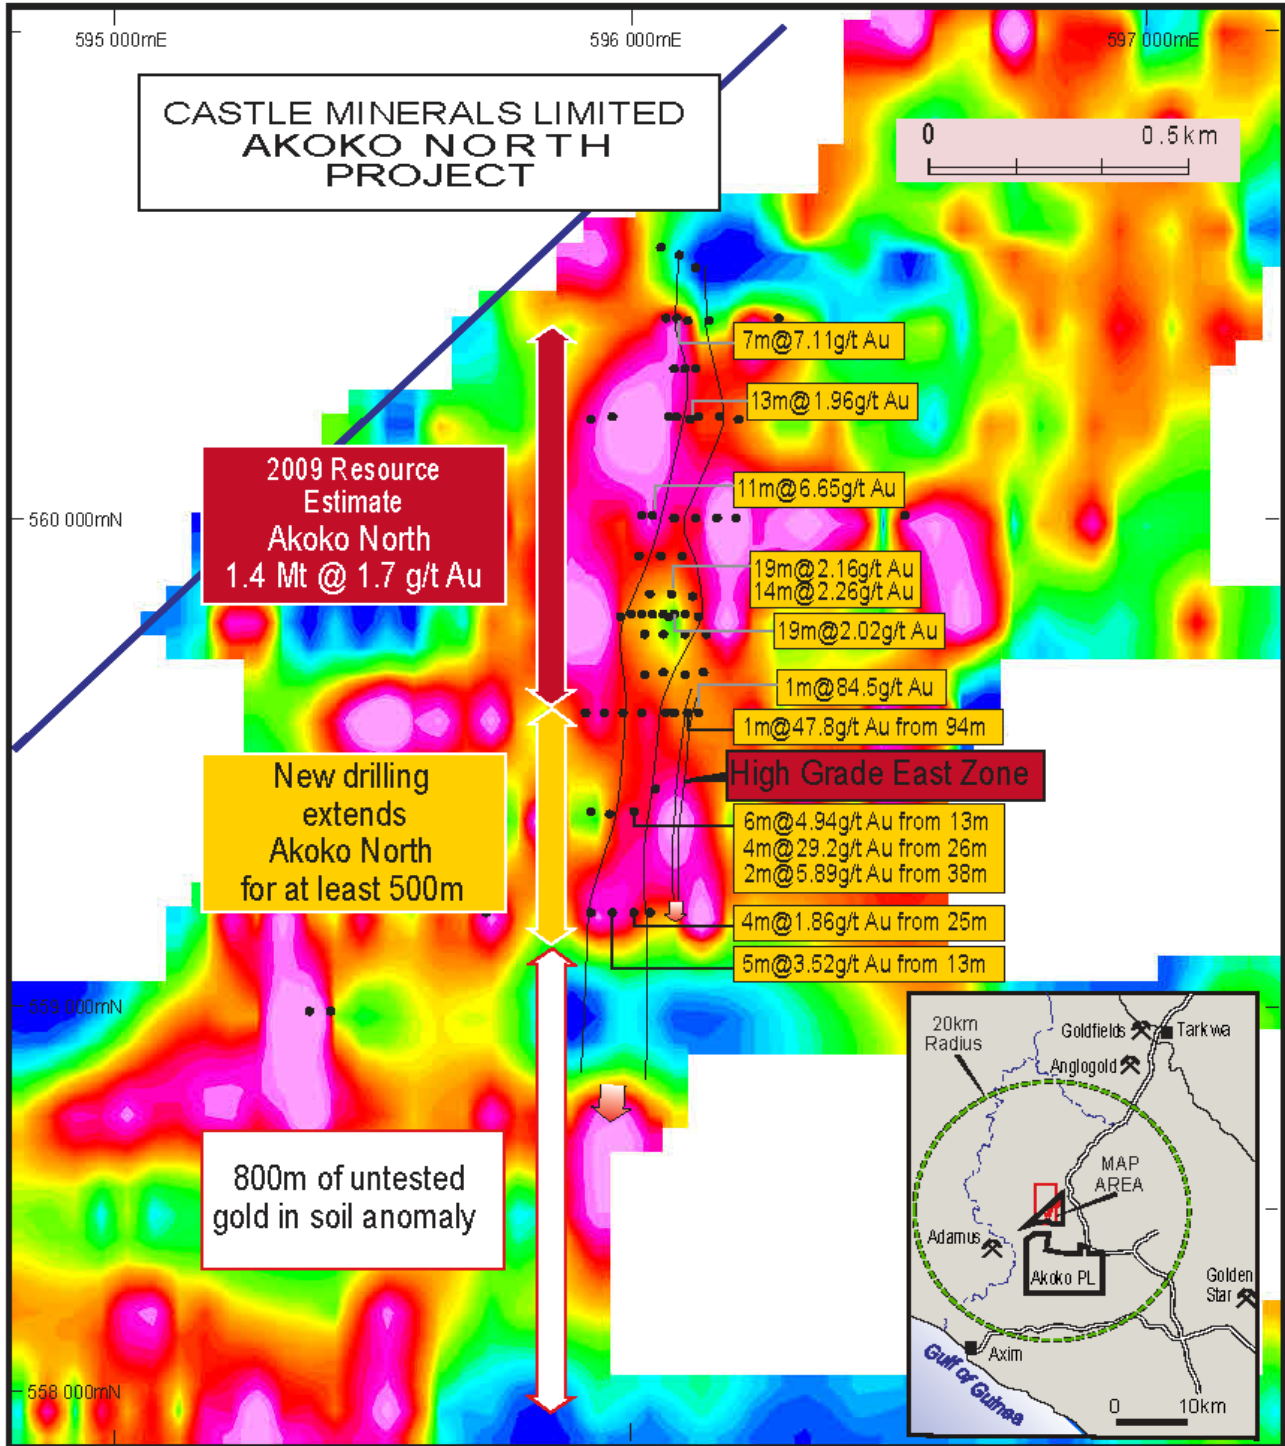 595 000mE
596 000mE
597 000mE
CASTLE MINERALS LIMITED
AKOKO NORTH
PROJECT
0
0.5km
7m@7.11g/t Au
13m@1.96g/t Au
2009 Resource
Estimate
Akoko North
1.4 Mt @ 1.7 g/t Au
11m@6.65g/t Au
560 000mN
19m@2.16g/t Au
14m@2.26g/t Au
19m@2.02g/t Au
1m@84.5g/t Au
1m@47.8g/t Au from 94m
High Grade East Zone
New drilling
extends
Akoko North
for at least 500m
6m@4.94g/t Au from 13m
4m@29.2g/t Au from 26m
2m@5.89g/t Au from 38m
4m@1.86g/t Au from 25m
5m@3.52g/t Au from 13m
559 000mN
800m of untested
gold in soil anomaly
558 000mN
20km
Radius
Goldfields
Tarkwa
Anglogold
MAP
AREA
Adamus
Akoko PL
Golden
Star
Axim
Gulf of Guinea
0
10km